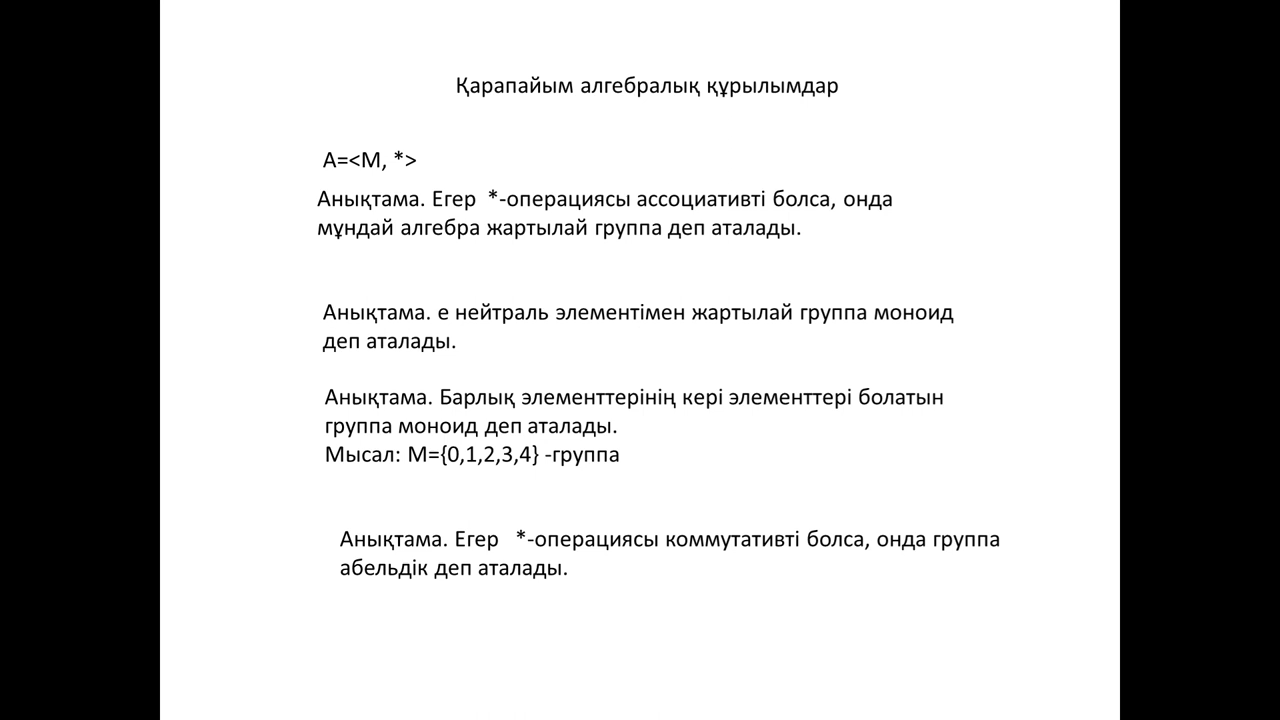 Қарапайым алгебралық құрылымдар
A=<M, *>
Анықтама. Егер  *-операциясы ассоциативті болса, онда
мұндай алгебра жартылай группа деп аталады.
Анықтама. е нейтраль элементімен жартылай группа моноид
деп аталады.
Анықтама. Барлық элементтерінің кері элементтері болатын
группа моноид деп аталады.
Мысал: M={0,1,2,3,4} -группа
Анықтама. Егер   *-операциясы коммутативті болса, онда группа
абельдік деп аталады.